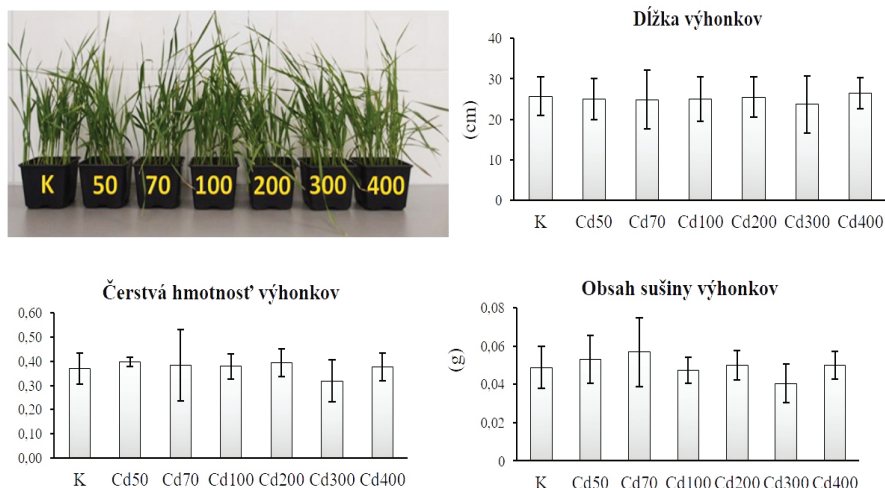 K 50 70 100 200 300 400
Dĺžka výhonkov
(cm)
40
30
20
10
0
K Cd50 Cd70 Cd100 Cd200 Cd300 Cd400
Čerstvá hmotnosť výhonkov
0,60
0,50
0,40
0,30
0,20
0,10
0,00
K Cd50 Cd70 Cd100 Cd200 Cd300 Cd400
Obsah sušiny výhonkov
(g)
0,08
0,06
0,04
0,02
0
K Cd50 Cd70 Cd100 Cd200 Cd300 Cd400